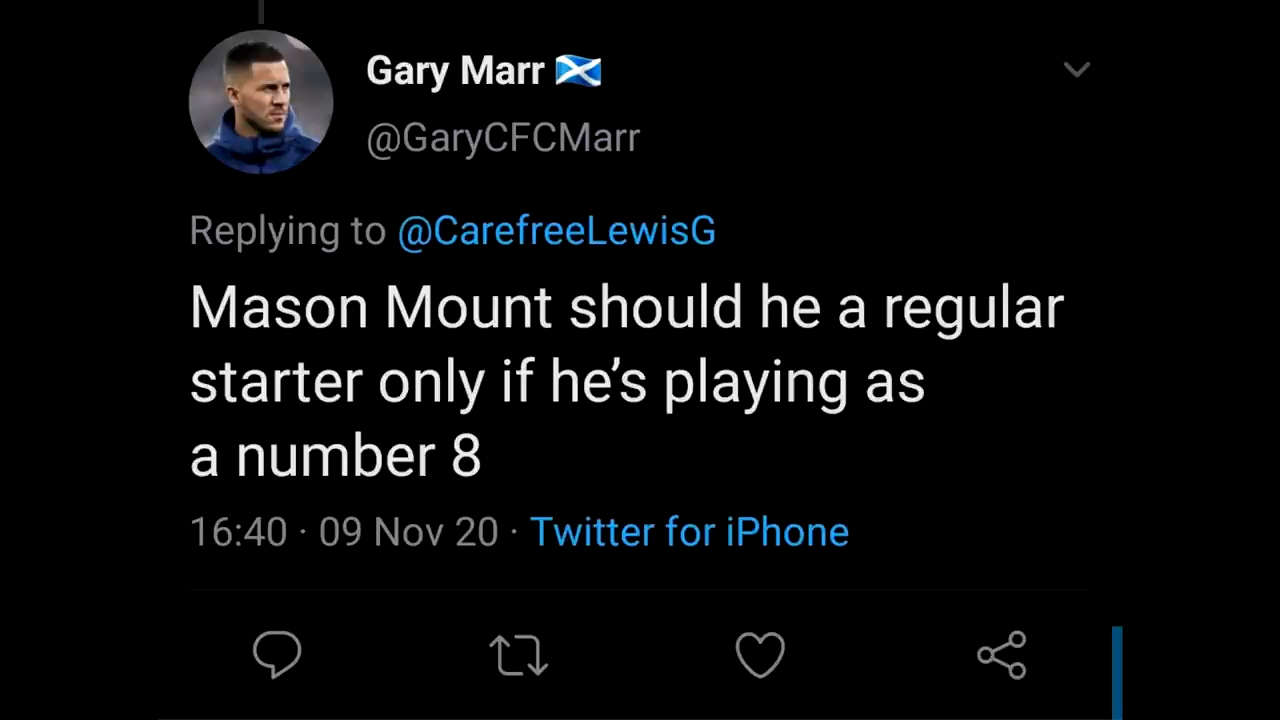 Gary Marr 🏴󠁧󠁢󠁳󠁣󠁴󠁿
@GaryCFCMarr
Replying to @CarefreeLewisG
Mason Mount should he a regular
starter only if he’s playing as
a number 8
16:40 · 09 Nov 20 · Twitter for iPhone